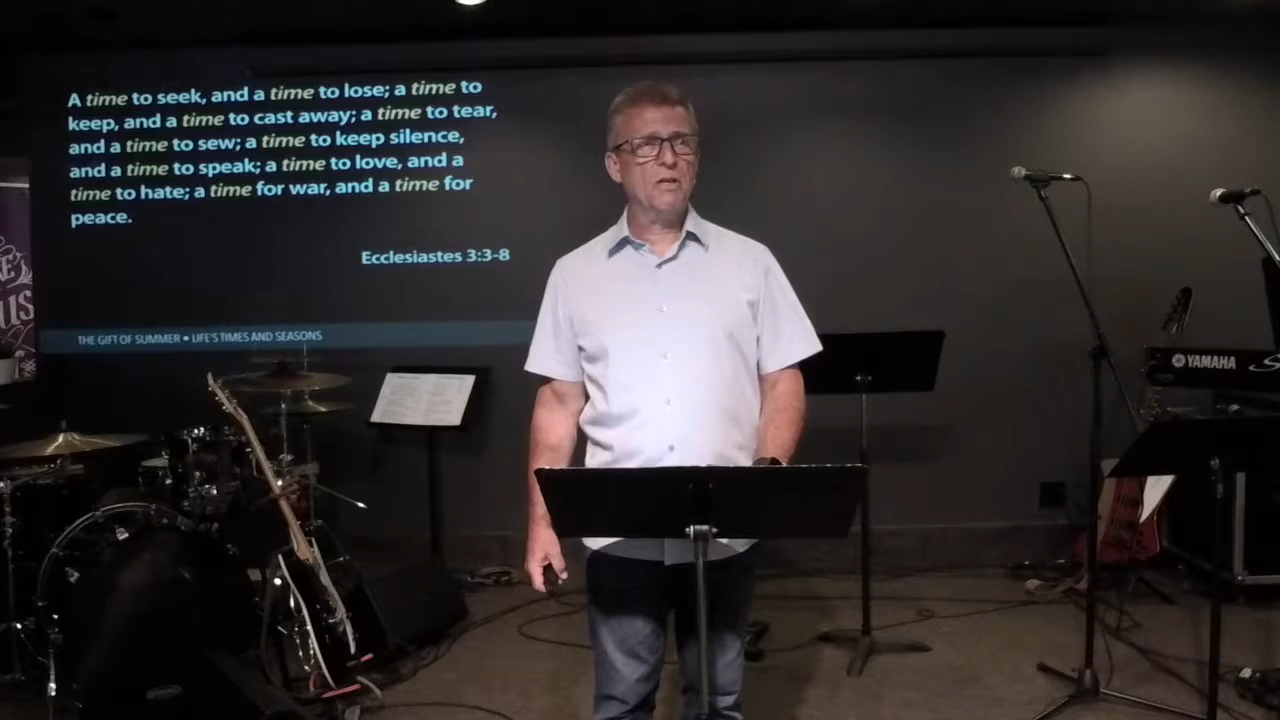 A time to seek, and a time to lose; a time to
keep, and a time to cast away; a time to tear,
and a time to sew; a time to keep silence,
and a time to speak; a time to love, and a
time to hate; a time for war, and a time for
peace.
Ecclesiastes 3:3-8
THE GIFT OF SUMMER • LIFE'S TIMES AND SEASONS
US
YAMAHA